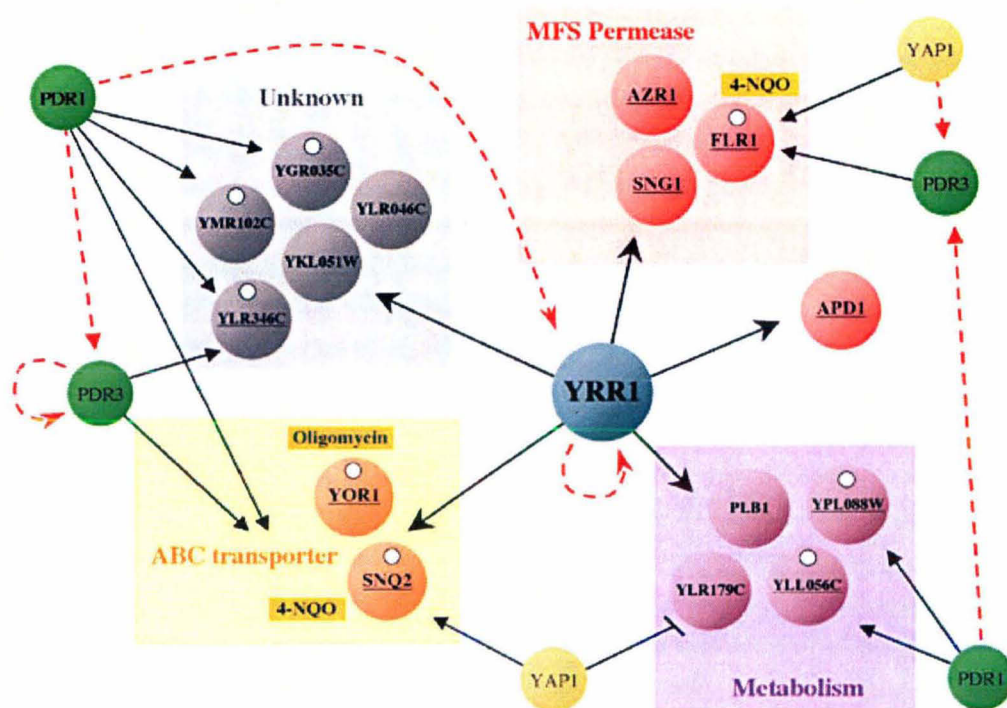 MFS Permease
YAP1
PDR1
Unknown
AZR1
4-NQO
FLR1
YGR035C
SNG1
PDR3
YLR046C
YMR102C
YKL051W
YLR346C
APD1
PDR3
YRR1
Oligomycin
YOR1
PLB1
YPL088W
ABC transporter
SNQ2
YLR179C
YLL056C
4-NQO
YAP1
Metabolism
PDR1